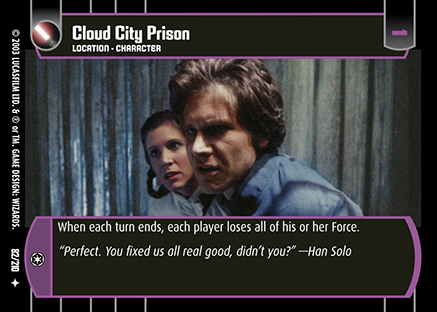 Cloud City Prison
LOCATION - CHARACTER
1
When each turn ends, each player loses all of his or her Force.
“Perfect. You fixed us all real good, didn’t you?” —Han Solo
© 2003 LUCASFILM LTD. & ® or TM. GAME DESIGN: WIZARDS.
82/210